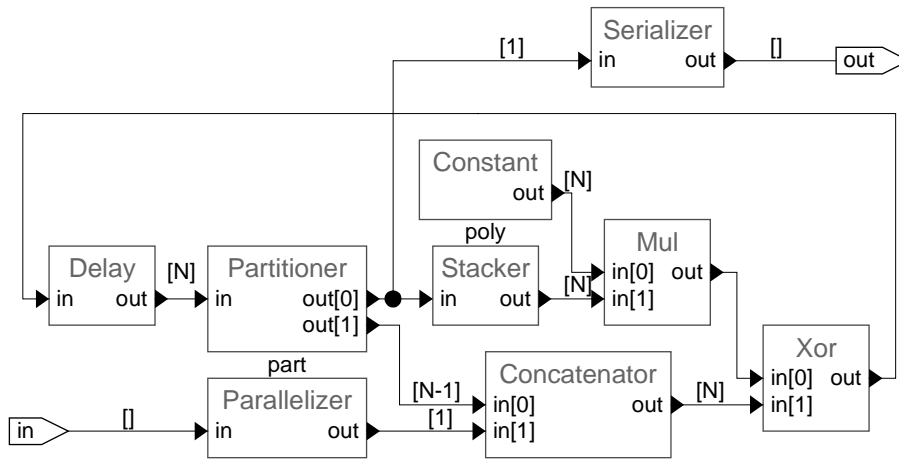 Serializer
[1]
in out
[]
out
Constant
out
[N]
poly
Delay
in out
[N]
Partitioner
in out[0]
out[1]
part
Stacker
in out
[N]
Mul
in[0] out
in[1]
Xor
in[0] out
in[1]
Concatenator
[N-1]
in[0] out
in[1]
[N]
Parallelizer
in
[]
in out
[1]